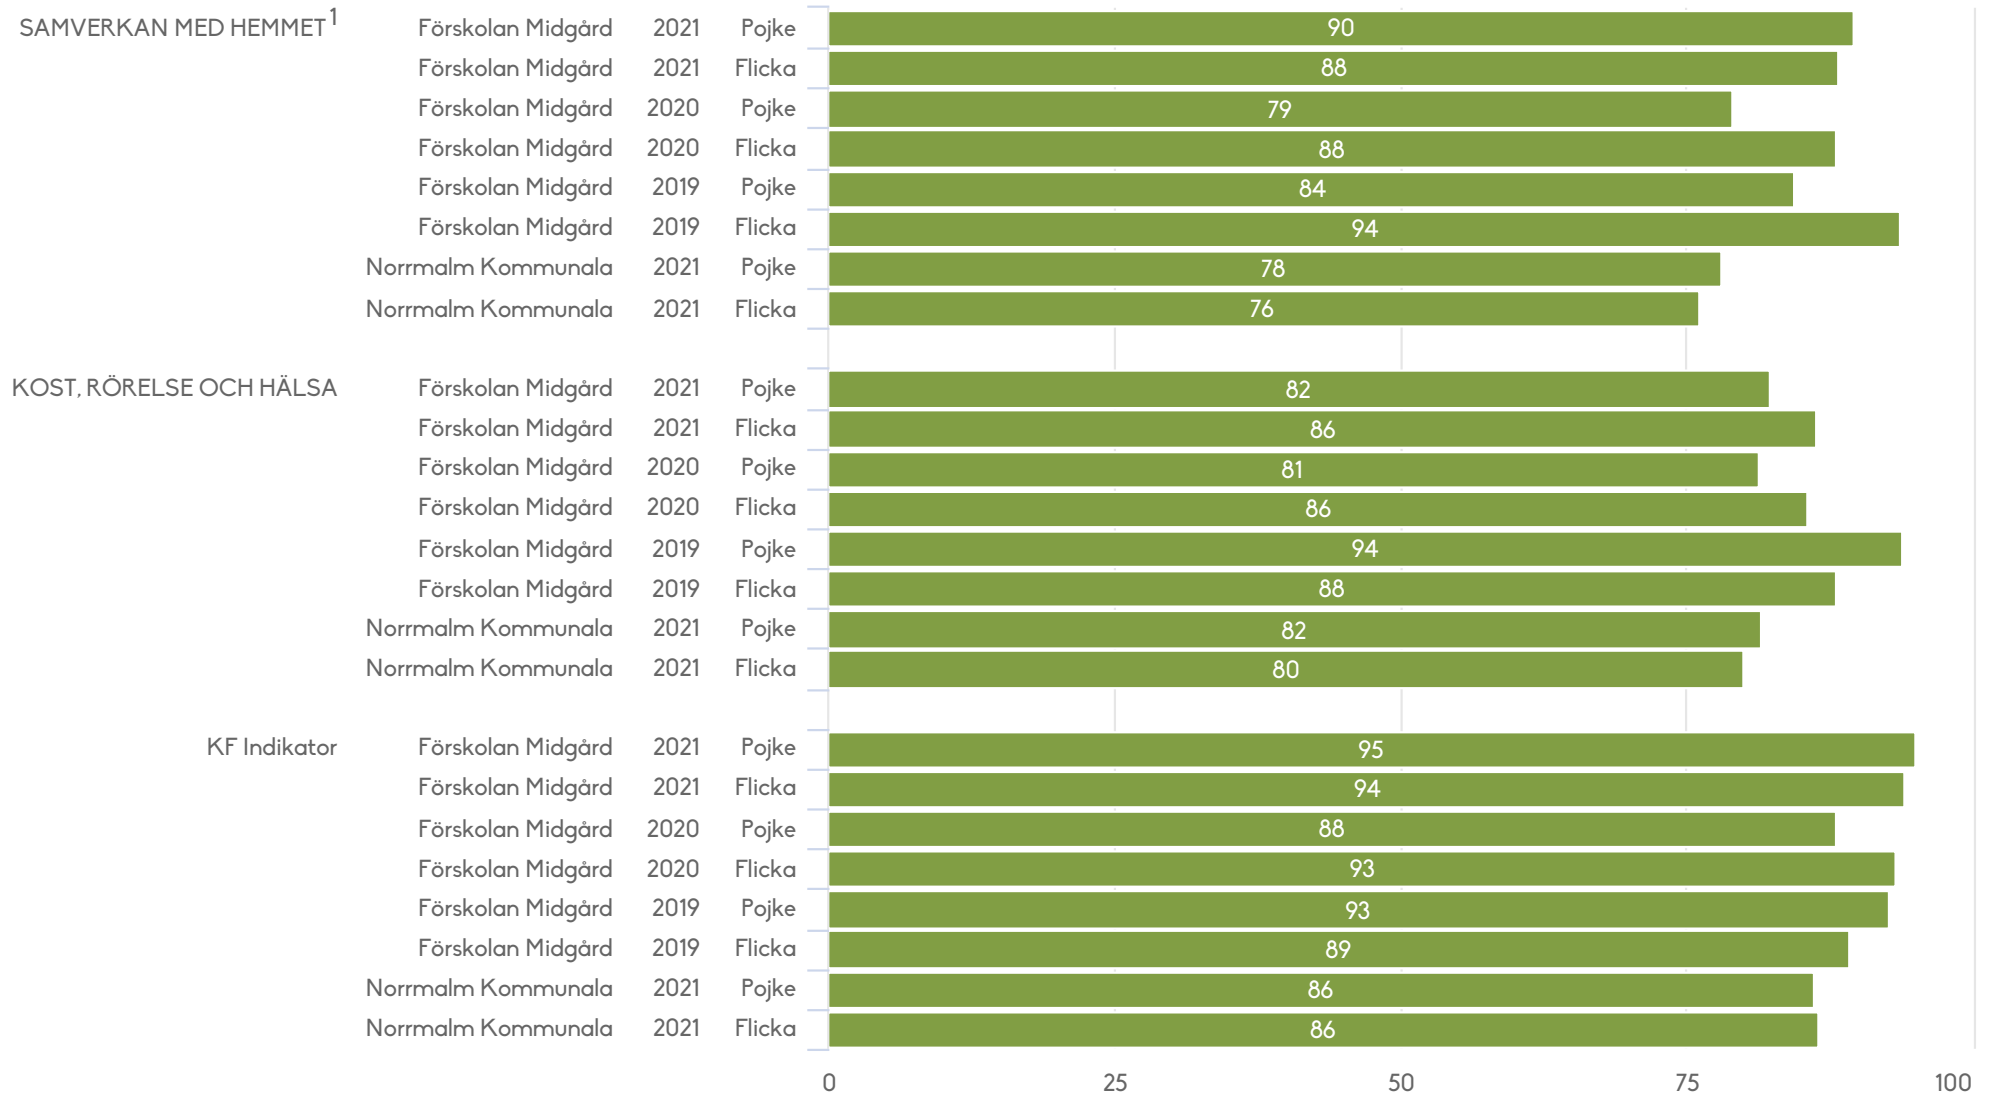 SAMVERKAN MED HEMMET¹ Förskolan Midgård 2021 Pojke 90
Förskolan Midgård 2021 Flicka 88
Förskolan Midgård 2020 Pojke 79
Förskolan Midgård 2020 Flicka 88
Förskolan Midgård 2019 Pojke 84
Förskolan Midgård 2019 Flicka 94
Norrmalm Kommunala 2021 Pojke 78
Norrmalm Kommunala 2021 Flicka 76
KOST, RÖRELSE OCH HÄLSA Förskolan Midgård 2021 Pojke 82
Förskolan Midgård 2021 Flicka 86
Förskolan Midgård 2020 Pojke 81
Förskolan Midgård 2020 Flicka 86
Förskolan Midgård 2019 Pojke 94
Förskolan Midgård 2019 Flicka 88
Norrmalm Kommunala 2021 Pojke 82
Norrmalm Kommunala 2021 Flicka 80
KF Indikator Förskolan Midgård 2021 Pojke 95
Förskolan Midgård 2021 Flicka 94
Förskolan Midgård 2020 Pojke 88
Förskolan Midgård 2020 Flicka 93
Förskolan Midgård 2019 Pojke 93
Förskolan Midgård 2019 Flicka 89
Norrmalm Kommunala 2021 Pojke 86
Norrmalm Kommunala 2021 Flicka 86
0 25 50 75 100